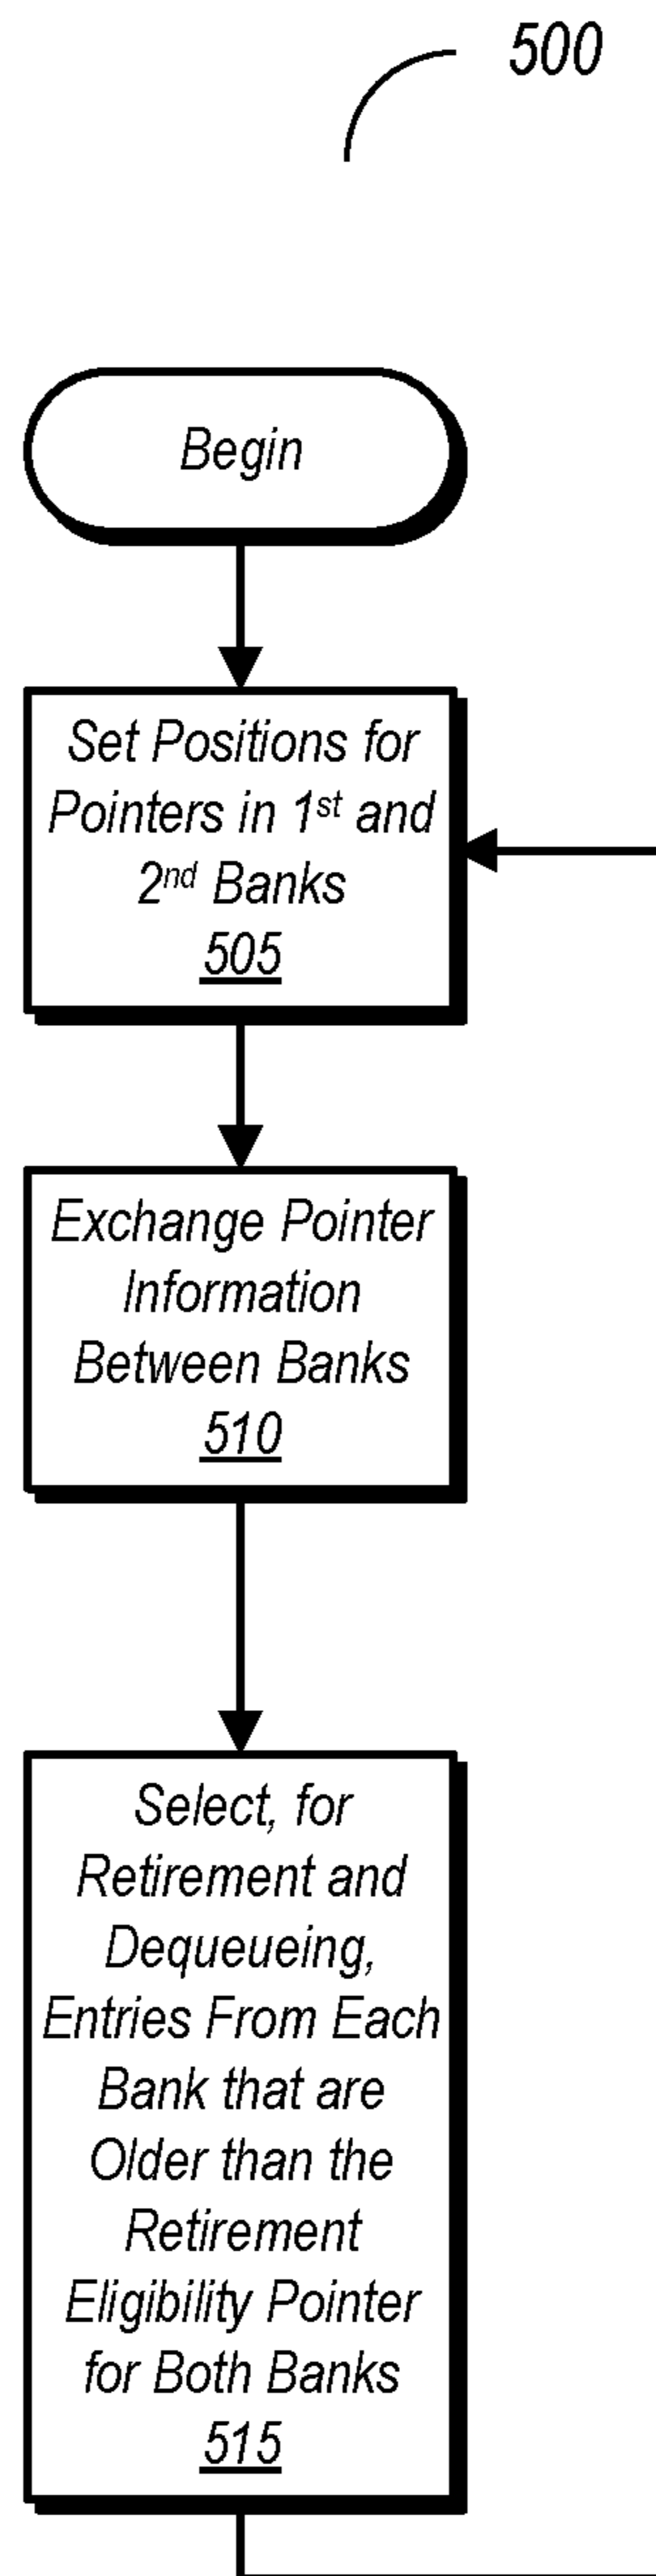 500
Begin
Set Positions for
Pointers in 1st and
2nd Banks
505
Exchange Pointer
Information
Between Banks
510
Select, for
Retirement and
Dequeueing,
Entries From Each
Bank that are
Older than the
Retirement
Eligibility Pointer
for Both Banks
515